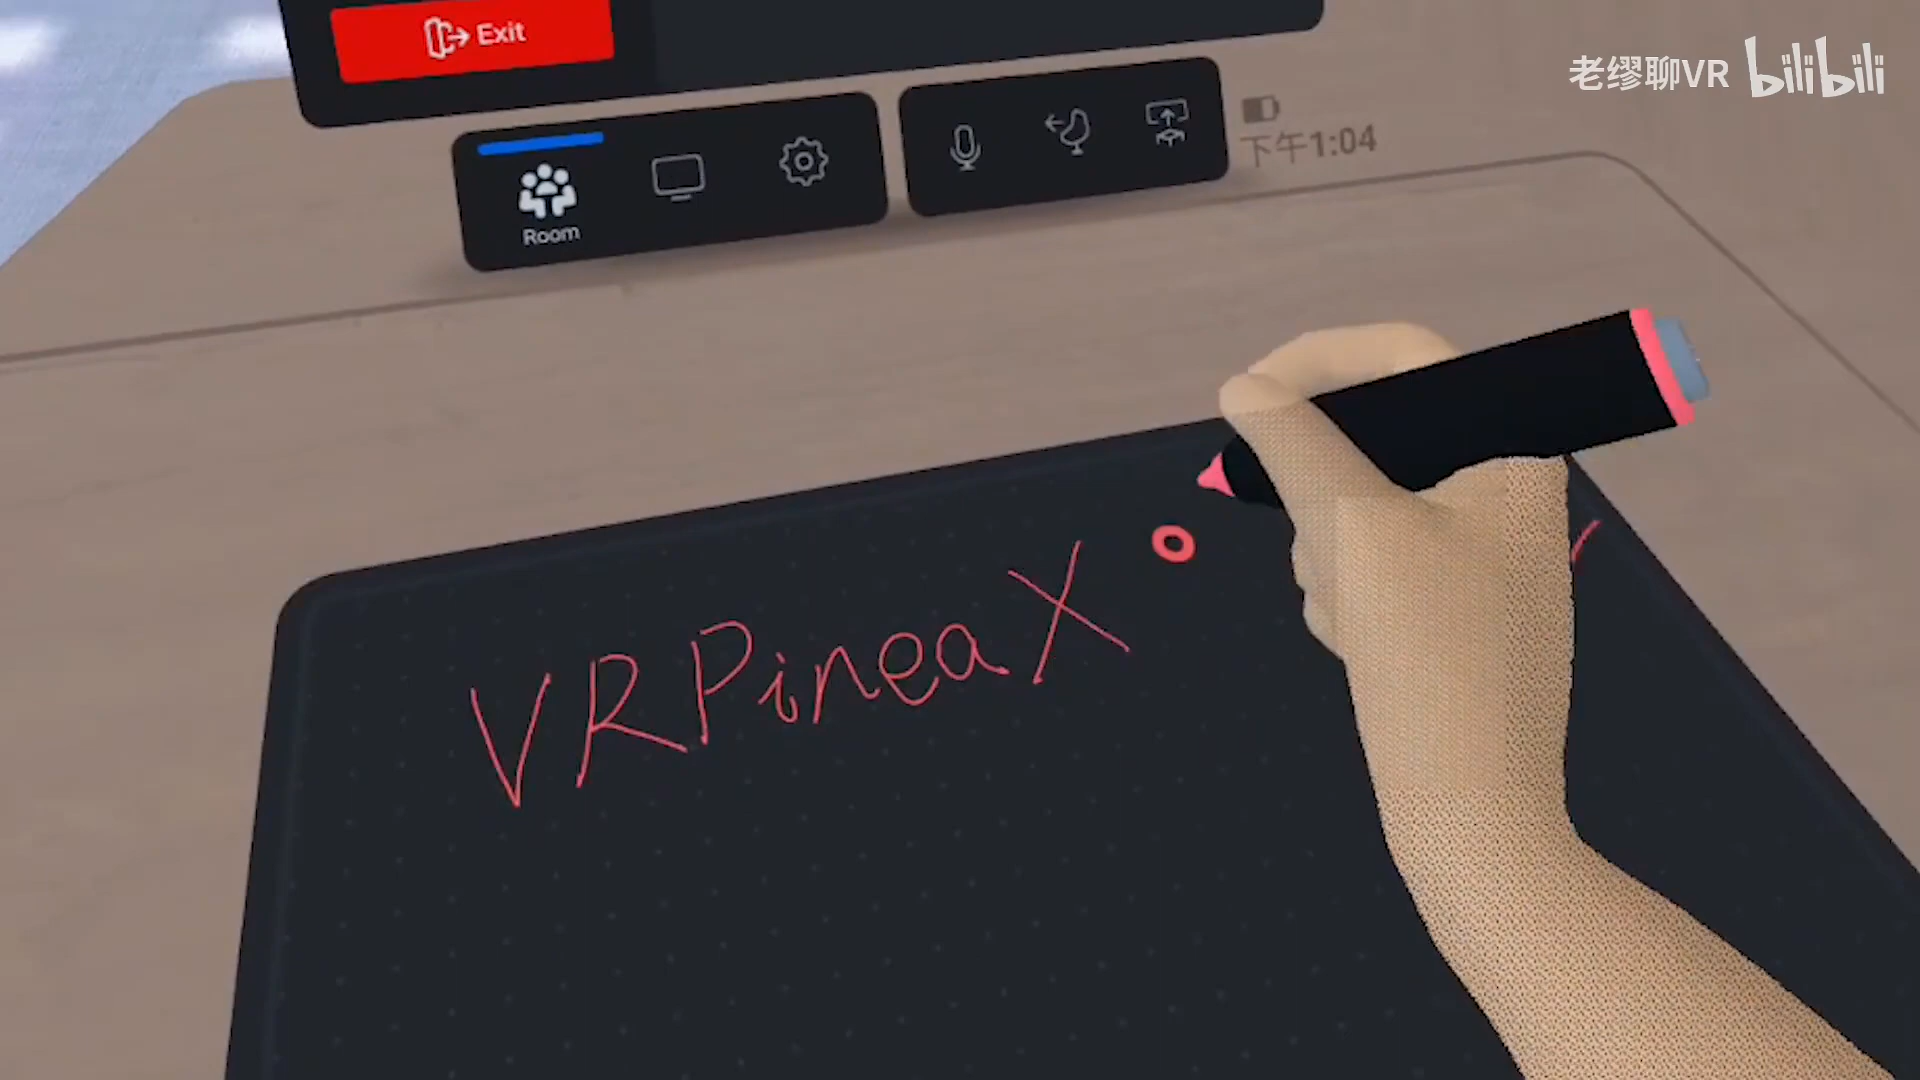 Exit
老缪聊VR bilibili
Room
下午1:04
VRPineaX